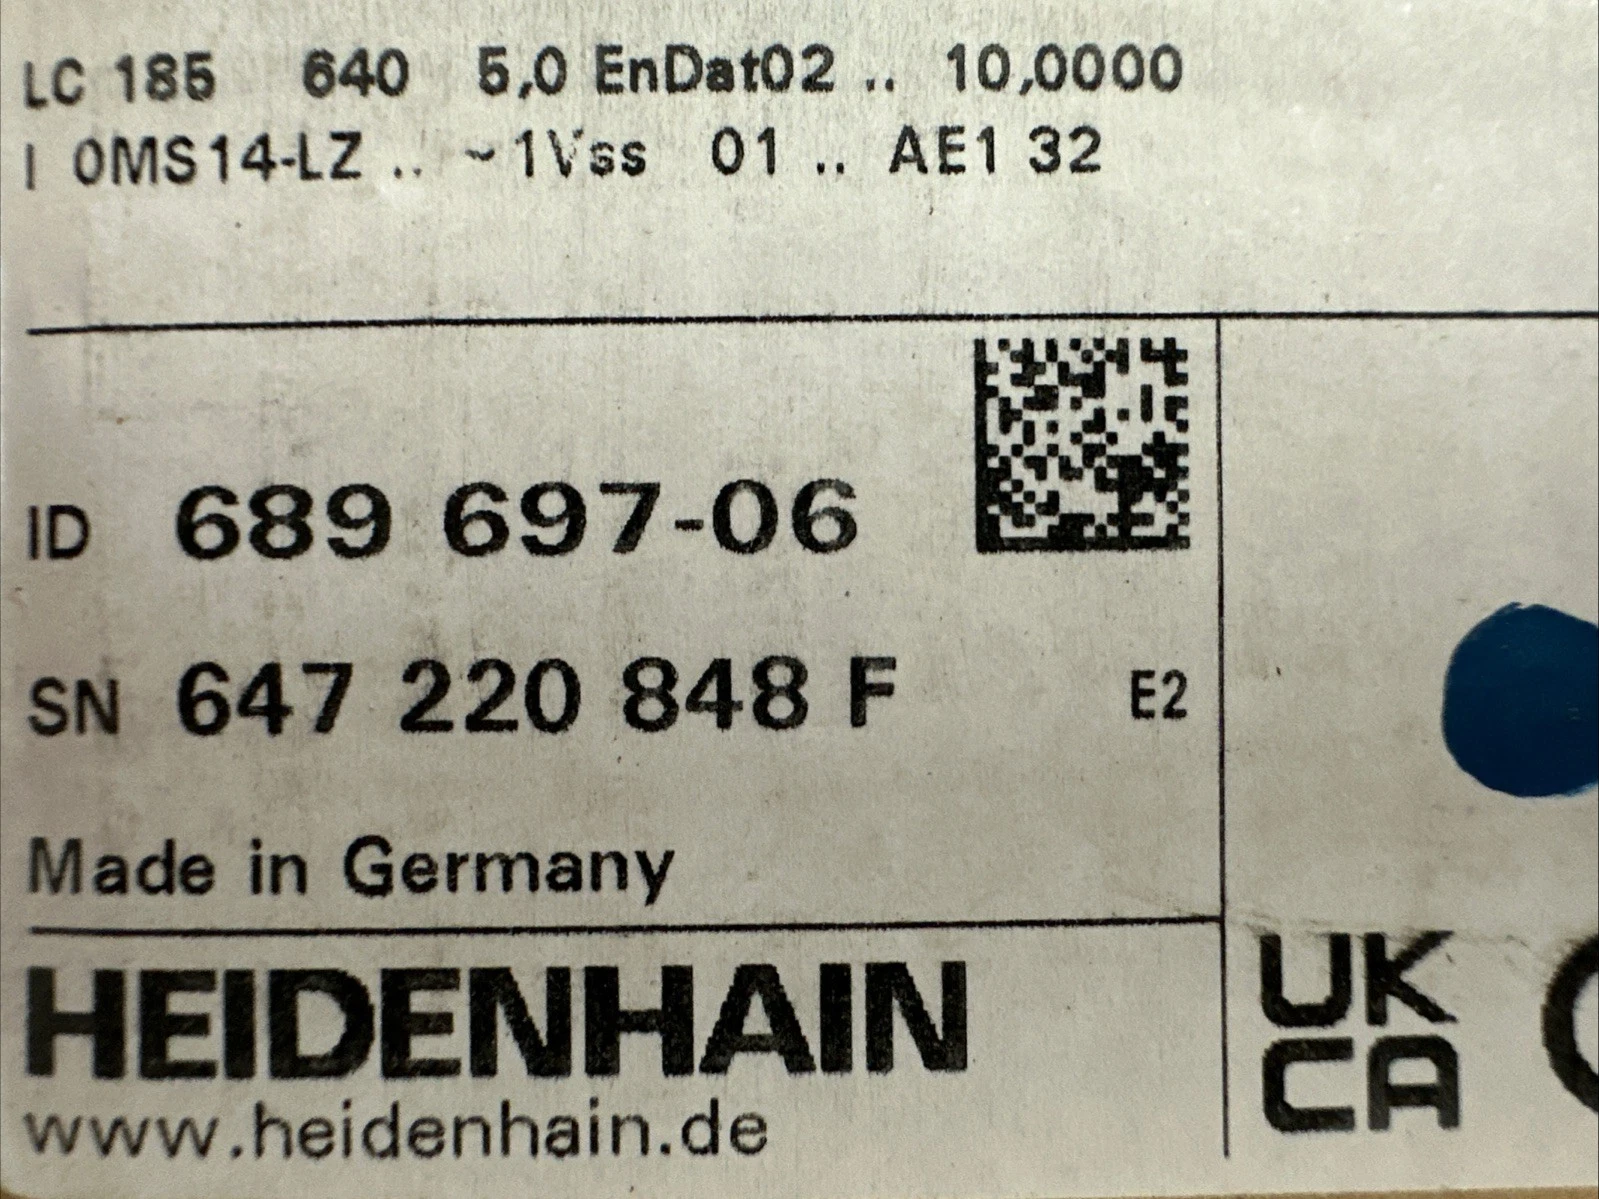 LC 185 640 5,0 EnDat02 .. 10,0000
I 0MS14-LZ .. ~1Vss 01 .. AE1 32
ID 689 697-06
SN 647 220 848 F E2
Made in Germany
HEIDENHAIN
www.heidenhain.de
UK
CA